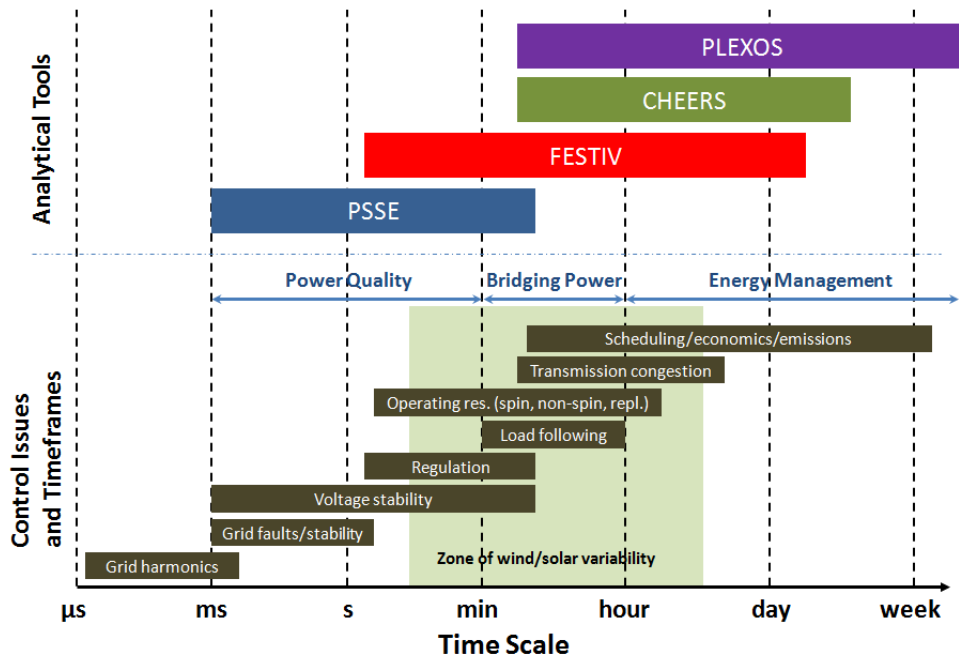 Analytical Tools
PLEXOS
CHEERS
FESTIV
PSSE
Power Quality
Bridging Power
Energy Management
Control Issues
and Timeframes
Scheduling/economics/emissions
Transmission congestion
Operating res. (spin, non-spin, repl.)
Load following
Regulation
Voltage stability
Grid faults/stability
Zone of wind/solar variability
Grid harmonics
µs
ms
s
min
hour
day
week
Time Scale